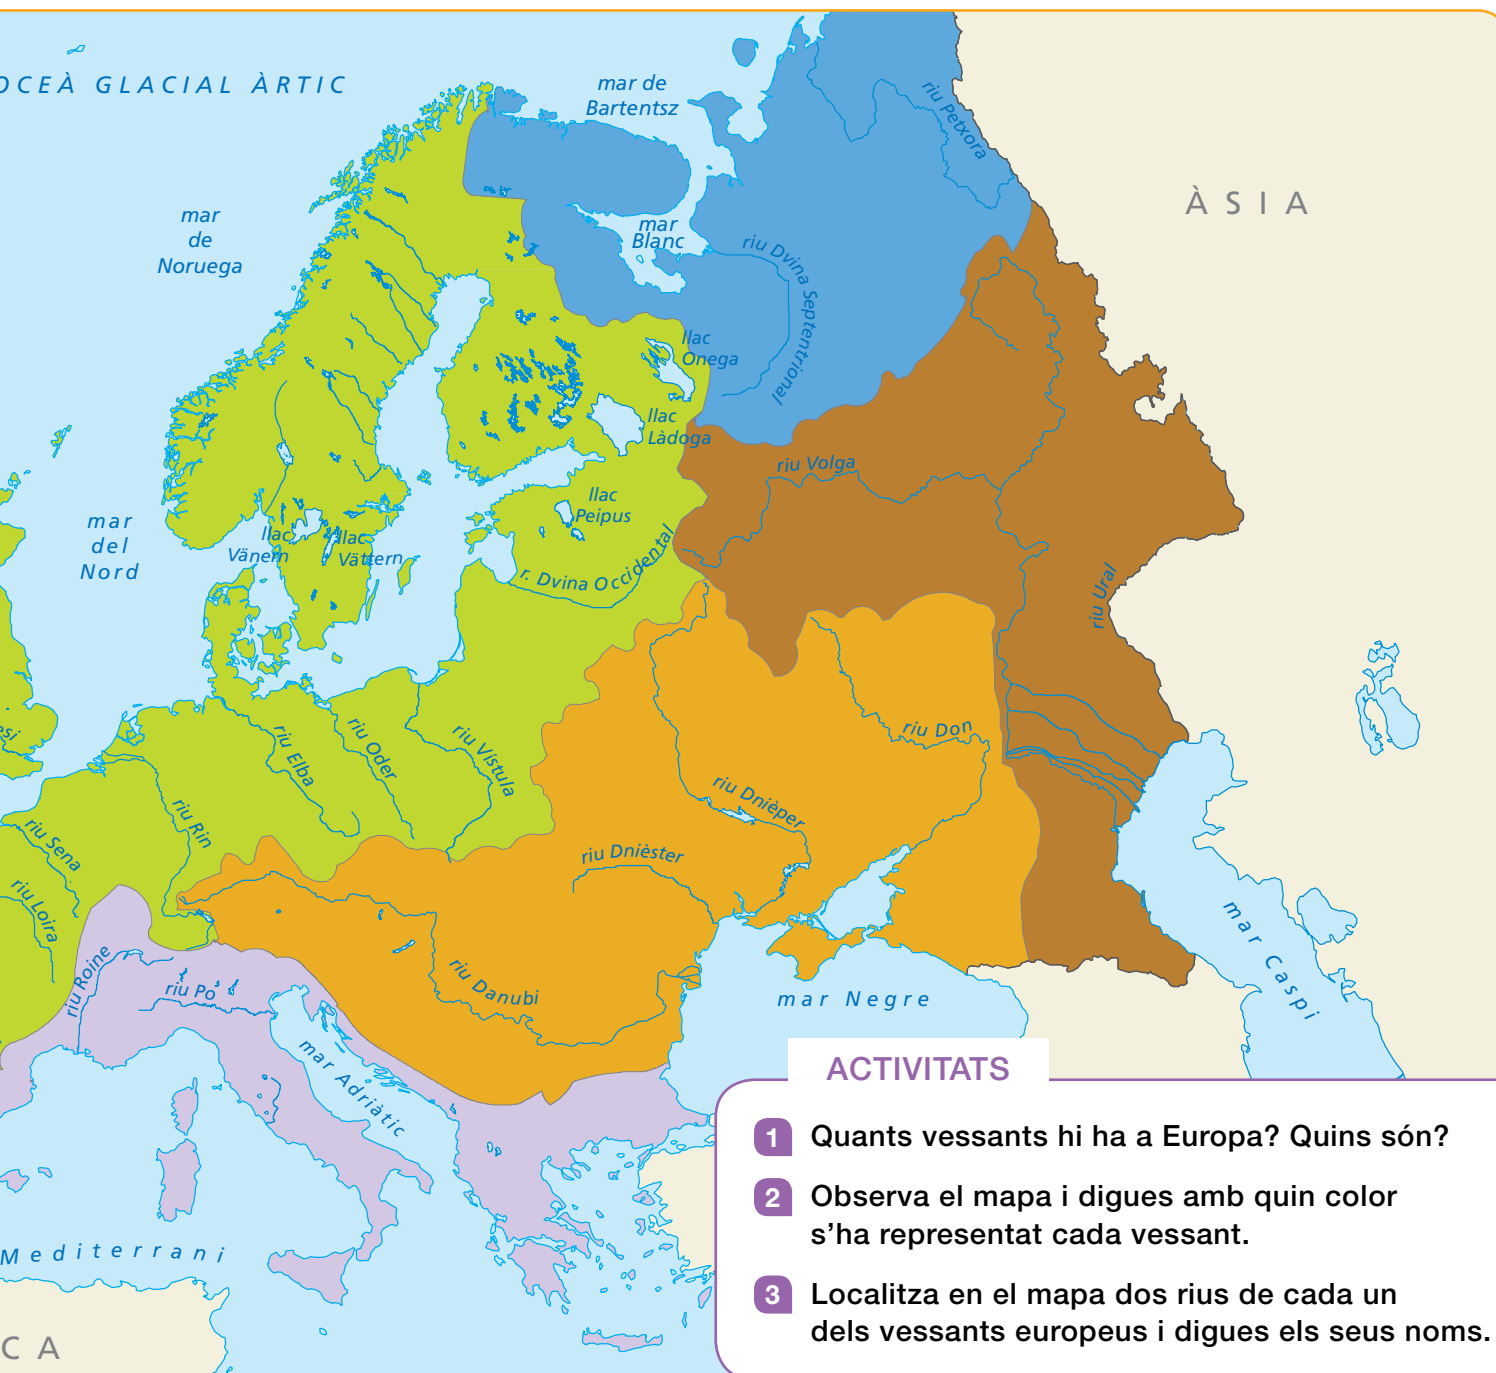 OCEÀ GLACIAL ÀRTIC
mar de
Bartentsz
riu Petxora
ÀSIA
mar
de
Noruega
mar
Blanc
riu Dvina Septentrional
llac
Onega
llac
Làdoga
riu Volga
llac
Peipus
mar
del
Nord
llac
Vänern
llac
Vättern
r. Dvina Occidental
riu Ural
riu Elba
riu Oder
riu Vístula
riu Don
riu Dnièper
riu Rin
riu Sena
riu Dnièster
riu Loira
riu Roine
riu Po
riu Danubi
mar Negre
mar Caspi
mar Adriàtic
Mediterrani
CA
ACTIVITATS
1 Quants vessants hi ha a Europa? Quins són?
2 Observa el mapa i digues amb quin color
s’ha representat cada vessant.
3 Localitza en el mapa dos rius de cada un
dels vessants europeus i digues els seus noms.